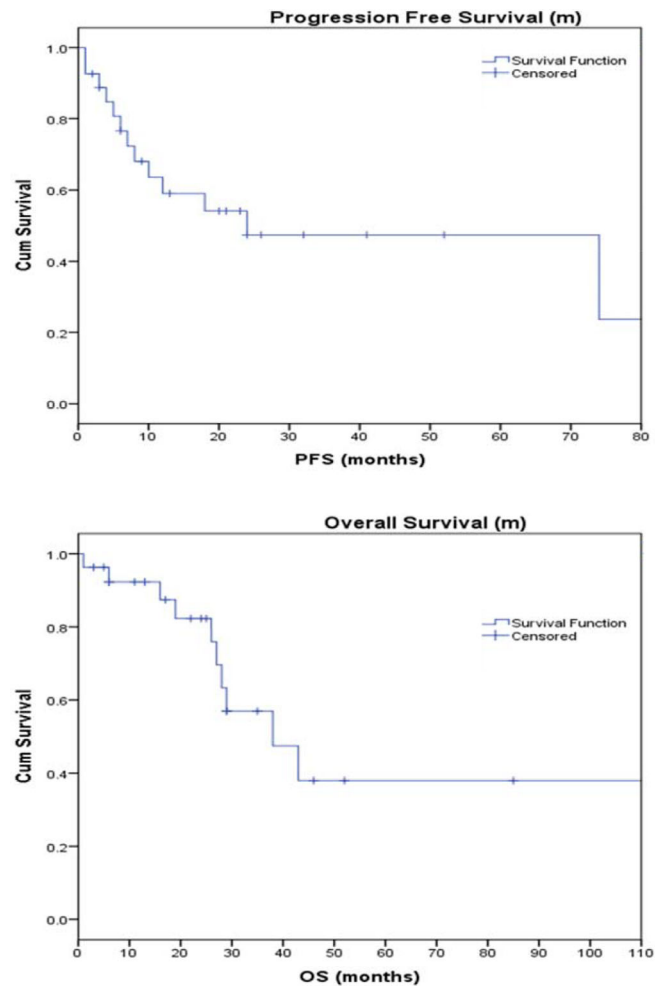 Progression Free Survival (m)
1.0
0.8
0.6
0.4
0.2
0.0
Cum Survival
Survival Function
Censored
0 10 20 30 40 50 60 70 80
PFS (months)
Overall Survival (m)
1.0
0.8
0.6
0.4
0.2
0.0
Cum Survival
Survival Function
Censored
0 10 20 30 40 50 60 70 80 90 100 110
OS (months)